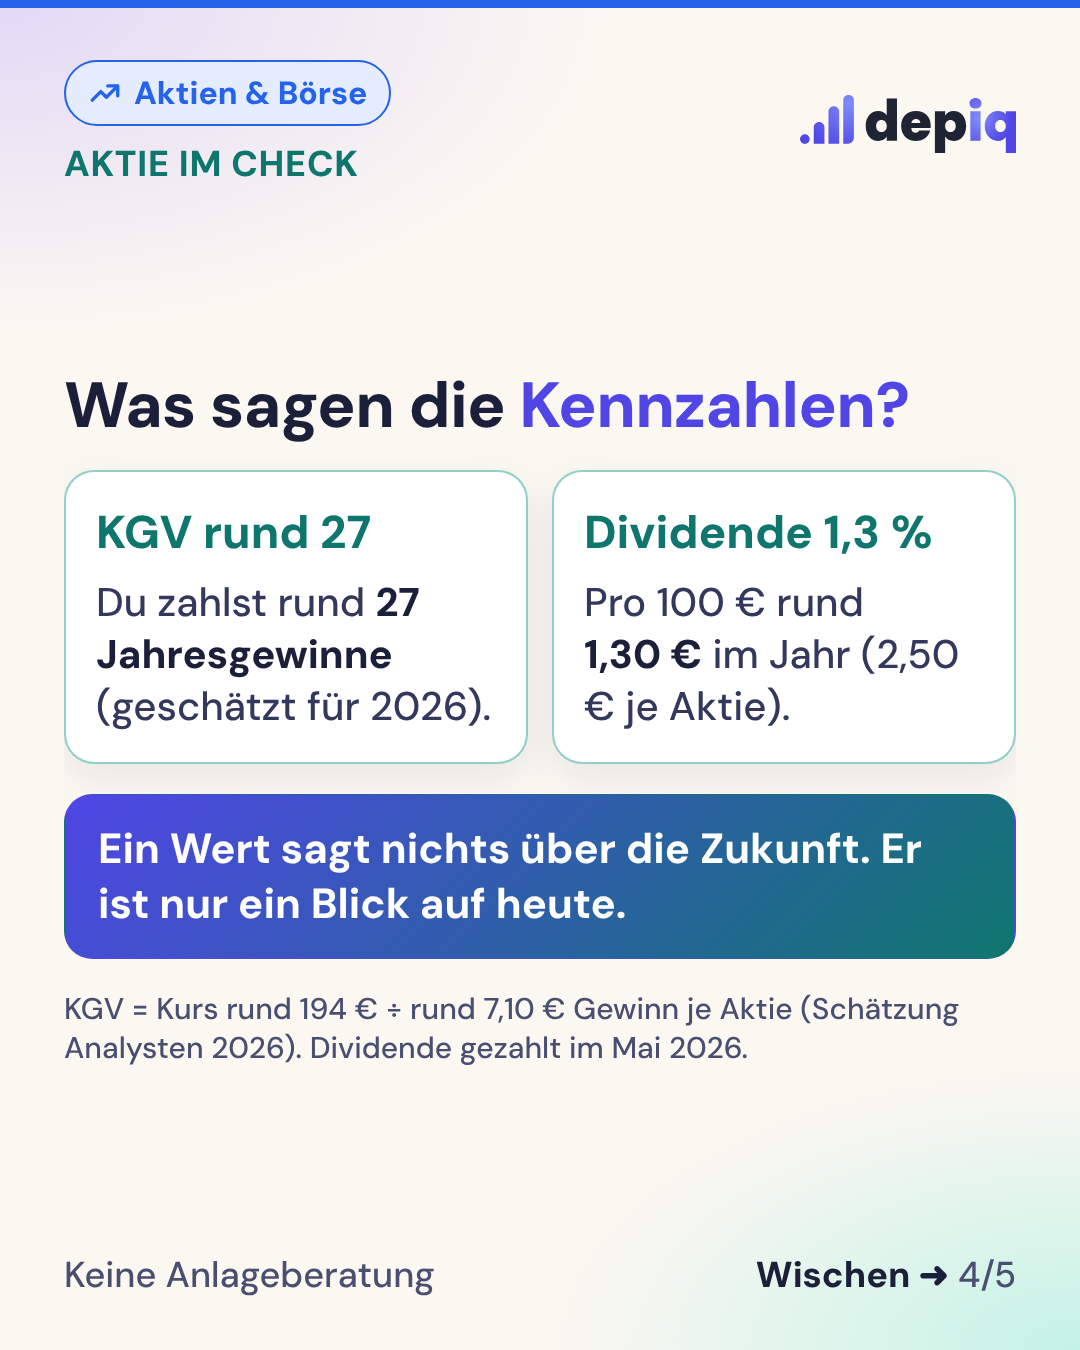 Aktien & Börse
AKTIE IM CHECK
depiq
Was sagen die Kennzahlen?
KGV rund 27
Du zahlst rund 27
Jahresgewinne
(geschätzt für 2026).
Dividende 1,3 %
Pro 100 € rund
1,30 € im Jahr (2,50
€ je Aktie).
Ein Wert sagt nichts über die Zukunft. Er
ist nur ein Blick auf heute.
KGV = Kurs rund 194 € ÷ rund 7,10 € Gewinn je Aktie (Schätzung
Analysten 2026). Dividende gezahlt im Mai 2026.
Keine Anlageberatung
Wischen ➜ 4/5